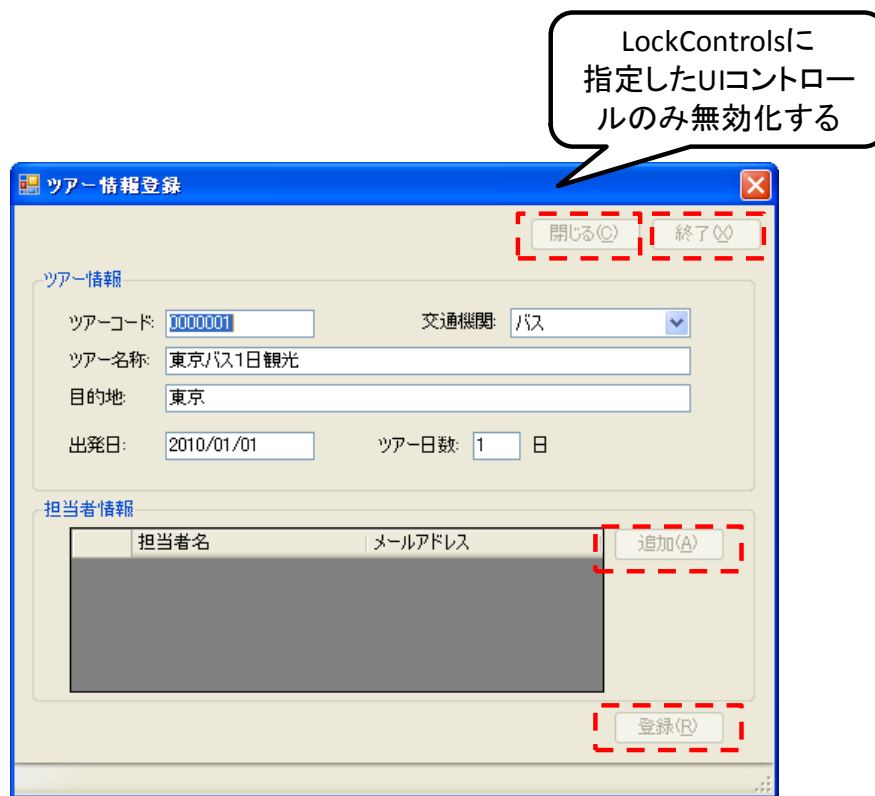 LockControlsに
指定したUIコントロー
ルのみ無効化する
ツアー情報登録
閉じる(C) 終了(X)
ツアー情報
ツアーコード: 0000001 交通機関: バス
ツアー名称: 東京バス1日観光
目的地: 東京
出発日: 2010/01/01 ツアー日数: 1 日
担当者情報
担当者名 メールアドレス 追加(A)
登録(R)